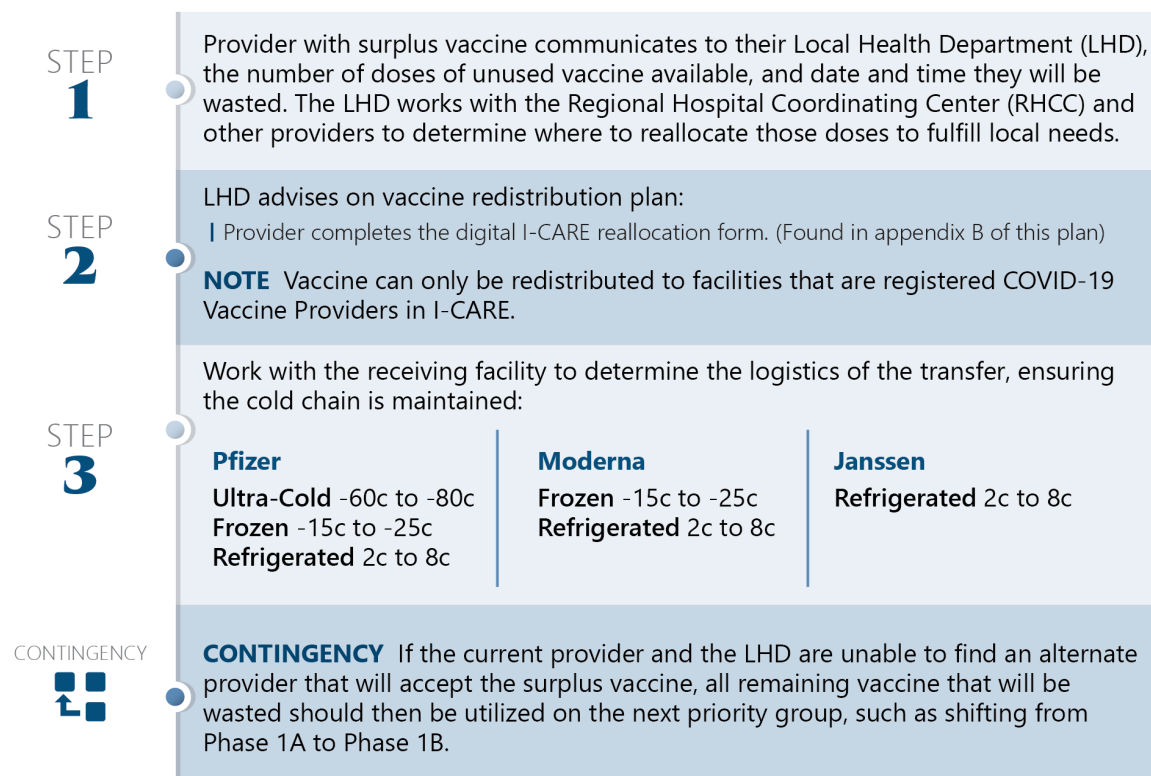 STEP
1
Provider with surplus vaccine communicates to their Local Health Department (LHD),
the number of doses of unused vaccine available, and date and time they will be
wasted. The LHD works with the Regional Hospital Coordinating Center (RHCC) and
other providers to determine where to reallocate those doses to fulfill local needs.
STEP
2
LHD advises on vaccine redistribution plan:
| Provider completes the digital I-CARE reallocation form. (Found in appendix B of this plan)
NOTE Vaccine can only be redistributed to facilities that are registered COVID-19
Vaccine Providers in I-CARE.
STEP
3
Work with the receiving facility to determine the logistics of the transfer, ensuring
the cold chain is maintained:
Pfizer
Ultra-Cold -60c to -80c
Frozen -15c to -25c
Refrigerated 2c to 8c
Moderna
Frozen -15c to -25c
Refrigerated 2c to 8c
Janssen
Refrigerated 2c to 8c
CONTINGENCY
CONTINGENCY If the current provider and the LHD are unable to find an alternate
provider that will accept the surplus vaccine, all remaining vaccine that will be
wasted should then be utilized on the next priority group, such as shifting from
Phase 1A to Phase 1B.